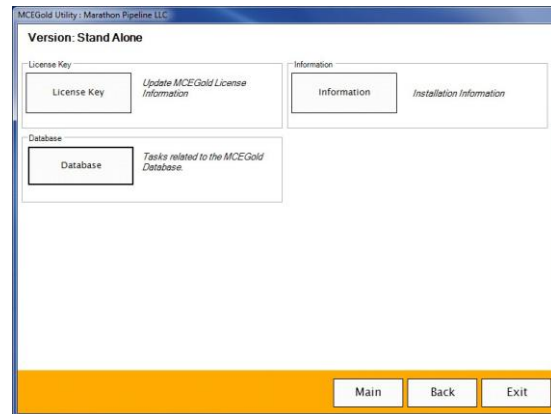 MCEGold Utility : Marathon Pipeline LLC
Version: Stand Alone
License Key
License Key
Update MCEGold License
Information
Information
Information
Installation Information
Database
Database
Tasks related to the MCEGold
Database.
Main
Back
Exit